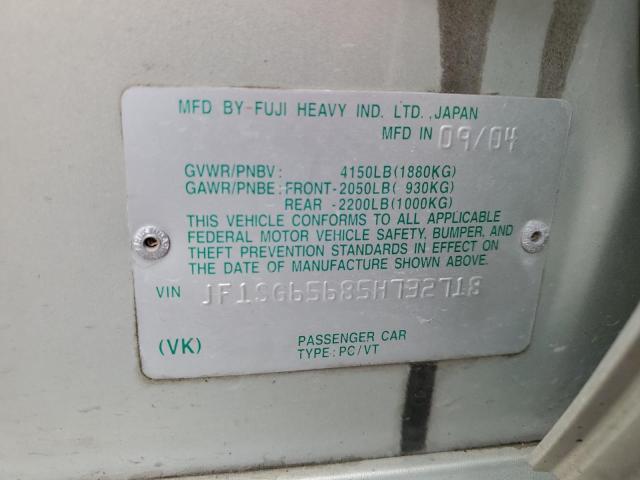 MFD BY-FUJI HEAVY IND. LTD.,JAPAN
MFD IN 09/04
GVWR/PNBV: 4150LB(1880KG)
GAWR/PNBE: FRONT-2050LB( 930KG)
REAR -2200LB(1000KG)
THIS VEHICLE CONFORMS TO ALL APPLICABLE
FEDERAL MOTOR VEHICLE SAFETY, BUMPER, AND
THEFT PREVENTION STANDARDS IN EFFECT ON
THE DATE OF MANUFACTURE SHOWN ABOVE.
VIN JF1SG65685H732718
(VK) PASSENGER CAR
TYPE: PC/VT